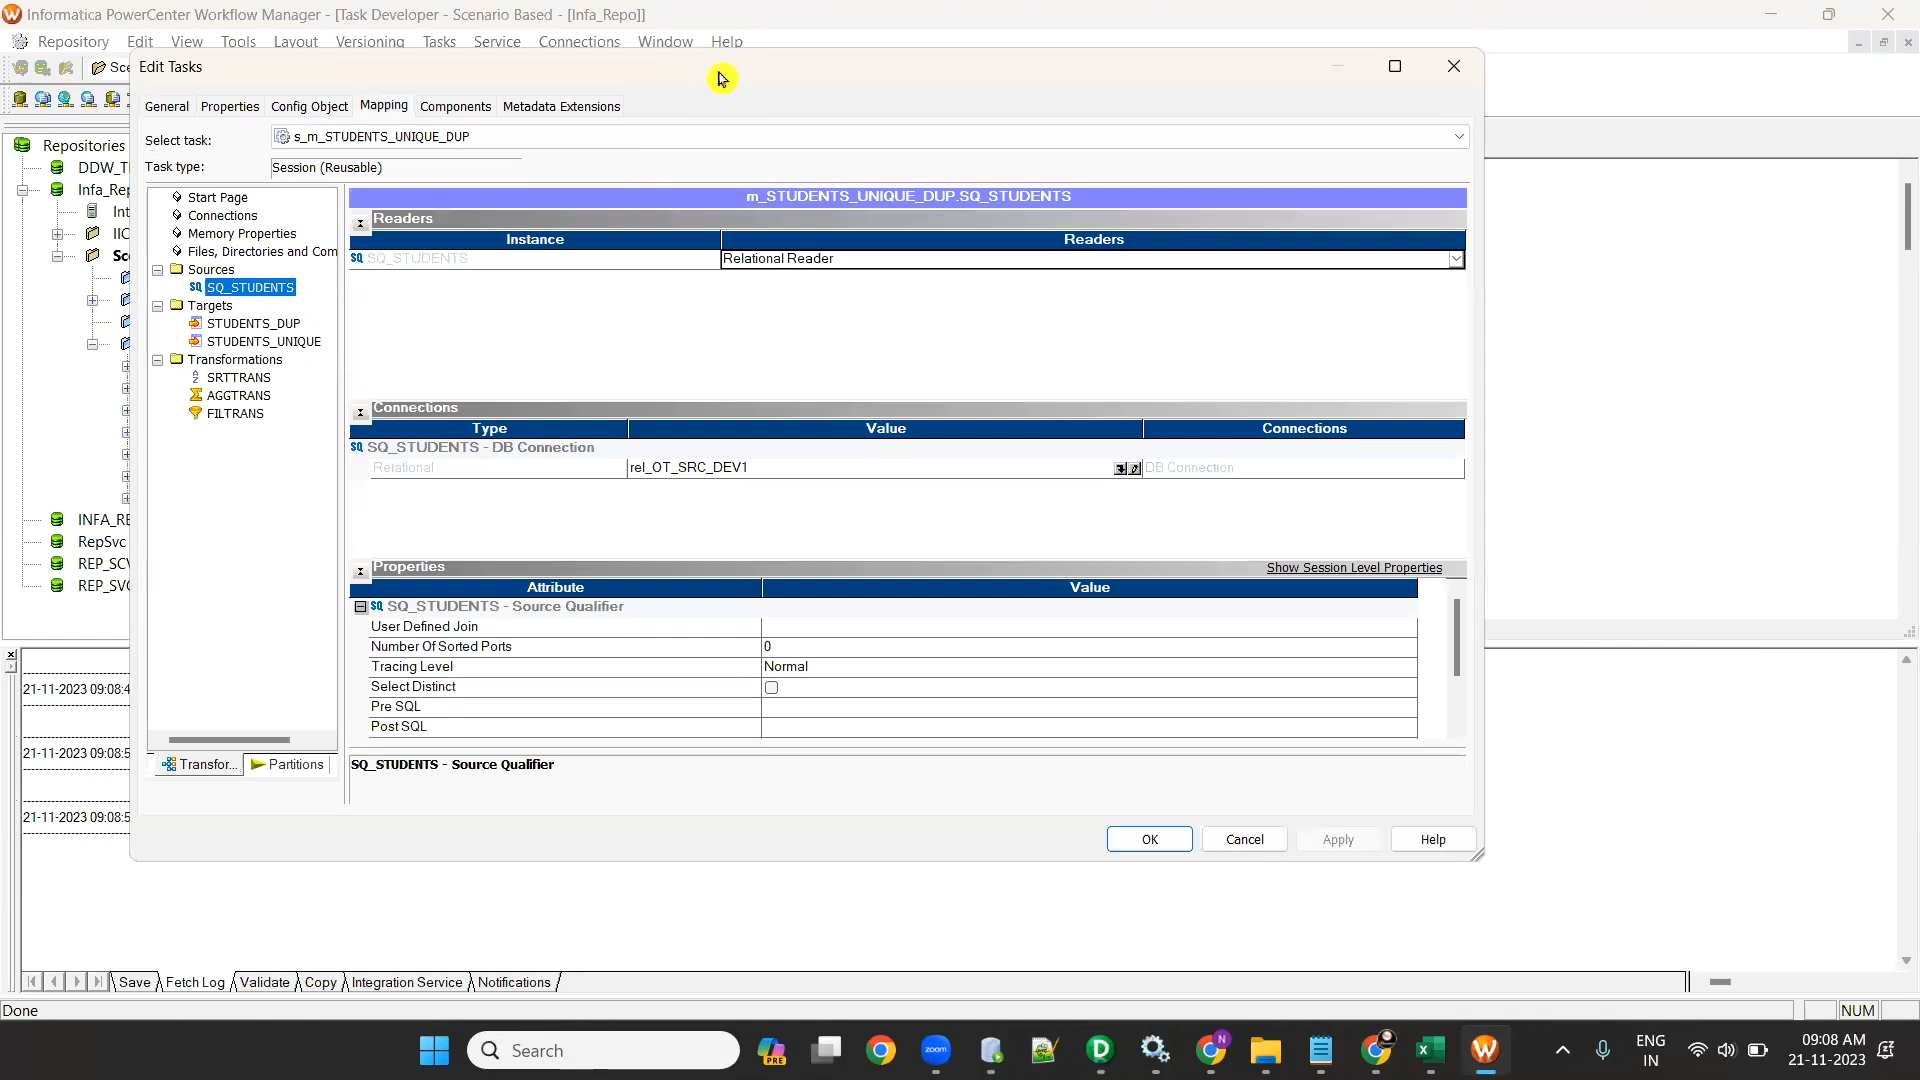 Informatica PowerCenter Workflow Manager - [Task Developer - Scenario Based - [Infa_Repo]]
Repository Edit View Tools Layout Versioning Tasks Service Connections Window Help
Edit Tasks
General Properties Config Object Mapping Components Metadata Extensions
Select task: s_m_STUDENTS_UNIQUE_DUP
Task type: Session (Reusable)
Repositories
DDW_T
Infa_Rep
Int
Start Page
Connections
Memory Properties
Files, Directories and Com
Sources
SQ_STUDENTS
Targets
STUDENTS_DUP
STUDENTS_UNIQUE
Transformations
SRTTRANS
AGGTRANS
FILTRANS
INFA_RE
RepSvc
REP_SCV
REP_SVC
Transfor... Partitions
m_STUDENTS_UNIQUE_DUP.SQ_STUDENTS
Readers
Instance Readers
SQ SQ_STUDENTS Relational Reader
Connections
Type Value Connections
SQ SQ_STUDENTS - DB Connection
Relational rel_OT_SRC_DEV1 DB Connection
Properties Show Session Level Properties
Attribute Value
SQ SQ_STUDENTS - Source Qualifier
User Defined Join
Number Of Sorted Ports 0
Tracing Level Normal
Select Distinct
Pre SQL
Post SQL
SQ_STUDENTS - Source Qualifier
OK Cancel Apply Help
21-11-2023 09:08:4
21-11-2023 09:08:5
21-11-2023 09:08:5
Save Fetch Log Validate Copy Integration Service Notifications
Done NUM
Search
PRE
zoom
ENG
IN
09:08 AM
21-11-2023